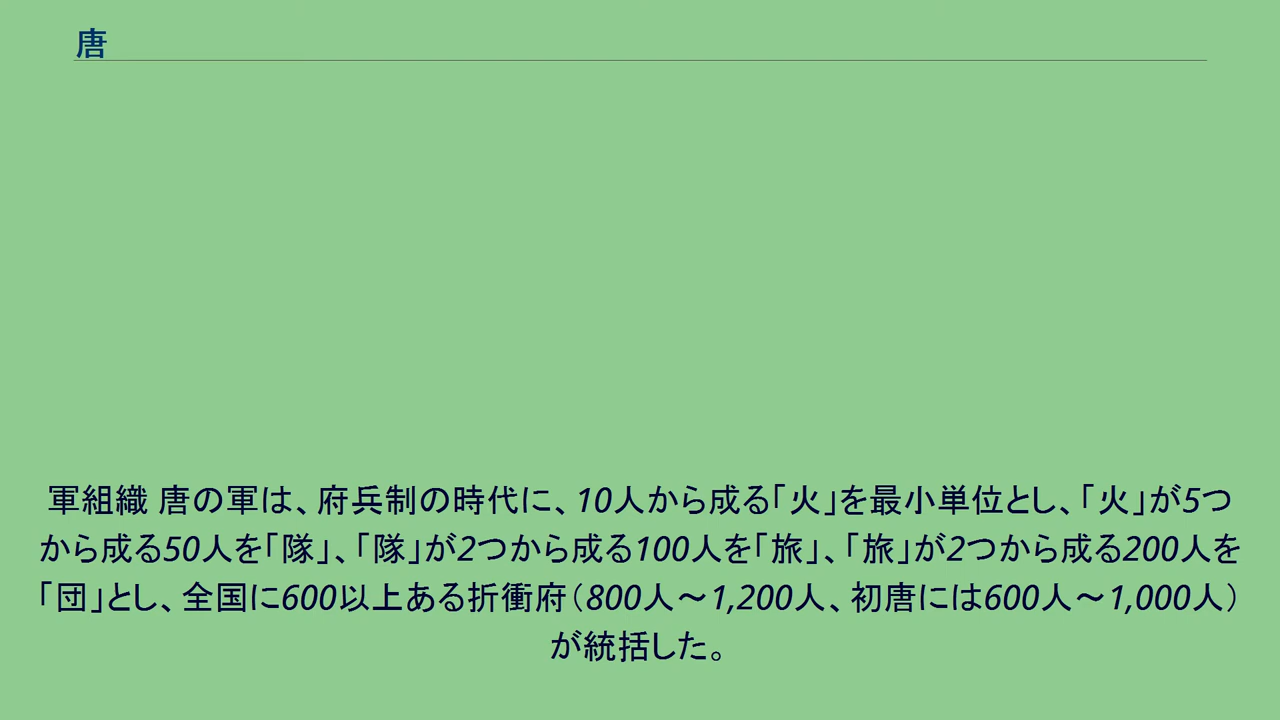 唐
軍組織 唐の軍は、府兵制の時代に、10人から成る「火」を最小単位とし、「火」が5つ
から成る50人を「隊」、「隊」が2つから成る100人を「旅」、「旅」が2つから成る200人を
「団」とし、全国に600以上ある折衝府（800人～1,200人、初唐には600人～1,000人）
が統括した。